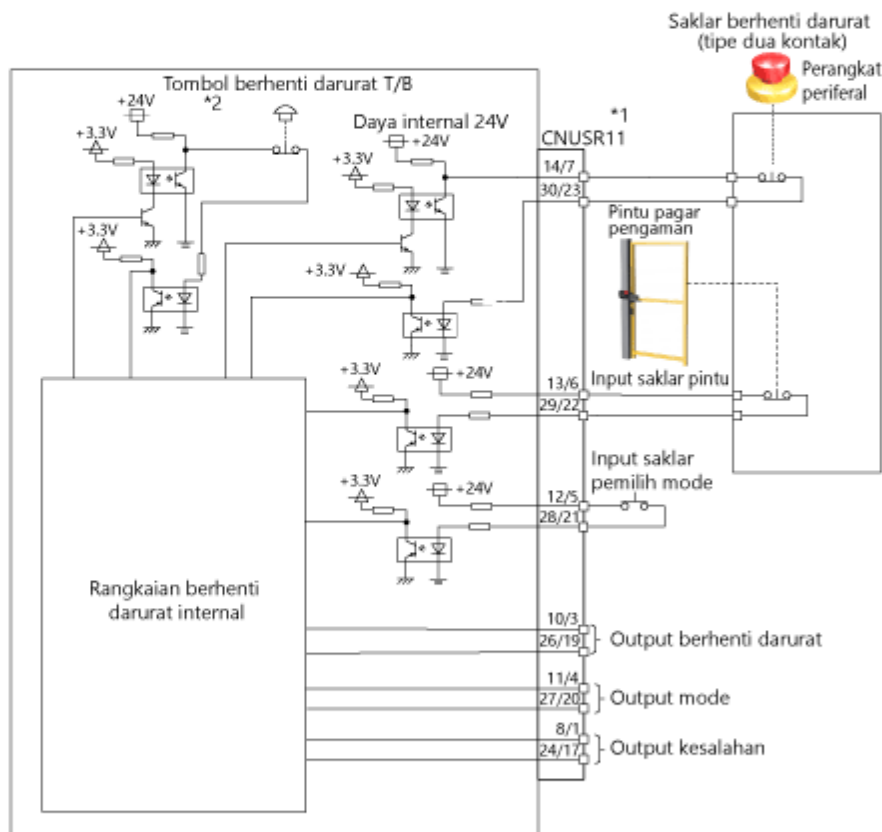 Saklar berhenti darurat
(tipe dua kontak)
Perangkat
periferal
Tombol berhenti darurat T/B
*2
+24V
+3.3V
+3.3V
Daya internal 24V
+24V
+3.3V
+3.3V
*1
CNUSR11
14/7
30/23
Pintu pagar
pengaman
Input saklar pintu
+3.3V
+24V
13/6
29/22
Input saklar
pemilih mode
+3.3V
+24V
12/5
28/21
Rangkaian berhenti
darurat internal
10/3
26/19
Output berhenti darurat
11/4
27/20
Output mode
8/1
24/17
Output kesalahan